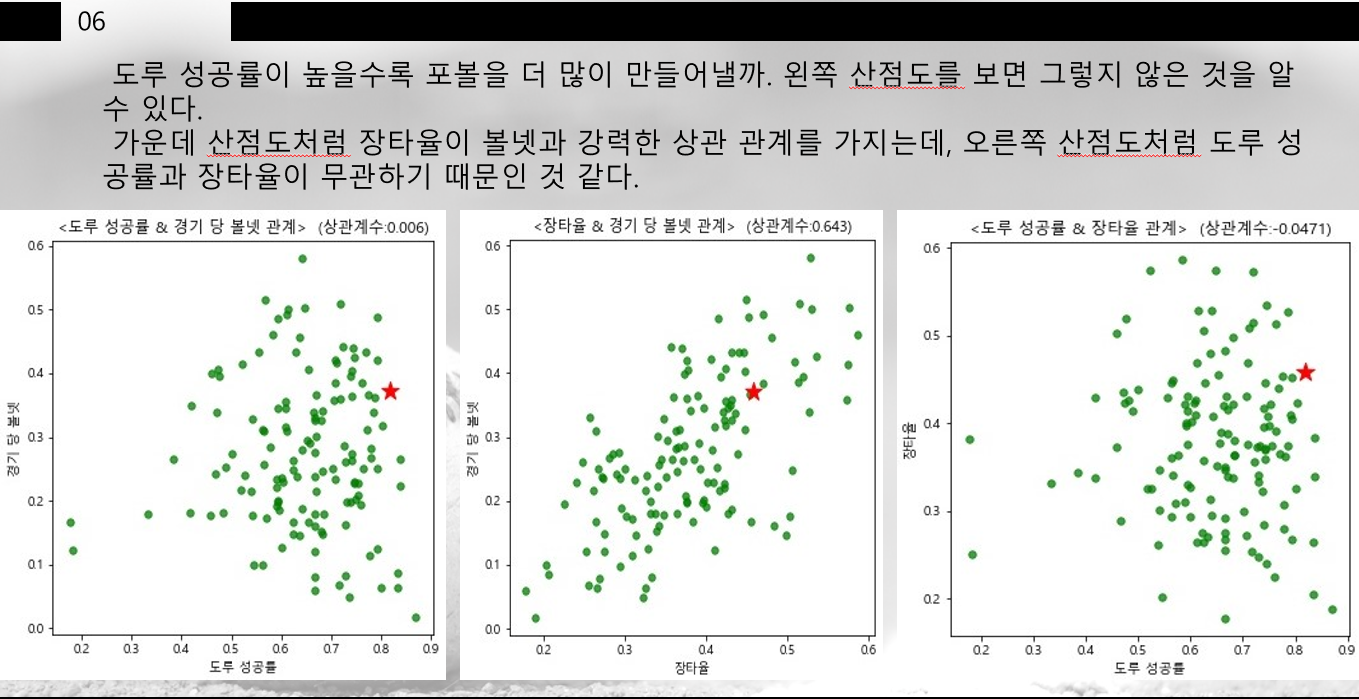 06
도루 성공률이 높을수록 포볼을 더 많이 만들어낼까. 왼쪽 산점도를 보면 그렇지 않은 것을 알
수 있다.
가운데 산점도처럼 장타율이 볼넷과 강력한 상관 관계를 가지는데, 오른쪽 산점도처럼 도루 성
공률과 장타율이 무관하기 때문인 것 같다.
<도루 성공률 & 경기 당 볼넷 관계> (상관계수:0.006)
0.6
0.5
0.4
0.3
0.2
0.1
0.0
경기 당 볼넷
0.2 0.3 0.4 0.5 0.6 0.7 0.8 0.9
도루 성공률
<장타율 & 경기 당 볼넷 관계> (상관계수:0.643)
0.6
0.5
0.4
0.3
0.2
0.1
0.0
경기 당 볼넷
0.2 0.3 0.4 0.5 0.6
장타율
<도루 성공률 & 장타율 관계> (상관계수:-0.0471)
0.6
0.5
0.4
0.3
0.2
장타율
0.2 0.3 0.4 0.5 0.6 0.7 0.8 0.9
도루 성공률